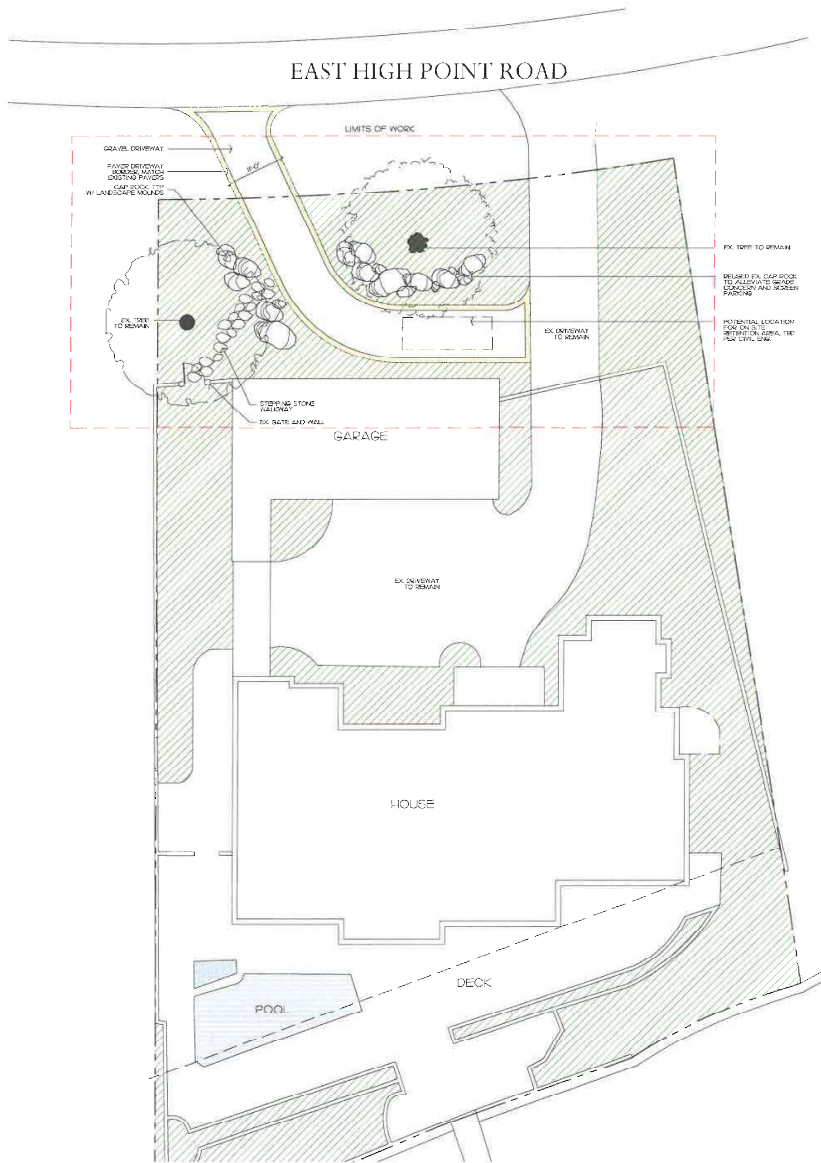 EAST HIGH POINT ROAD
LIMITS OF WORK
GRAVEL DRIVEWAY
PAVER DRIVEWAY
BORDER, MATCH
EXISTING PAVERS
CAP ROCK, TYP
W/ LANDSCAPE MOUNDS
EX. TREE TO REMAIN
REUSED EX. CAP ROCK
TO ALLEVIATE GRADE
CONCERN AND SCREEN
PARKING
EX. TREE
TO REMAIN
POTENTIAL LOCATION
FOR ON SITE
RETENTION AREA, TBD
PER CIVIL ENG.
EX. DRIVEWAY
TO REMAIN
STEPPING STONE
WALKWAY
EX. GATE AND WALL
GARAGE
EX. DRIVEWAY
TO REMAIN
HOUSE
DECK
POOL